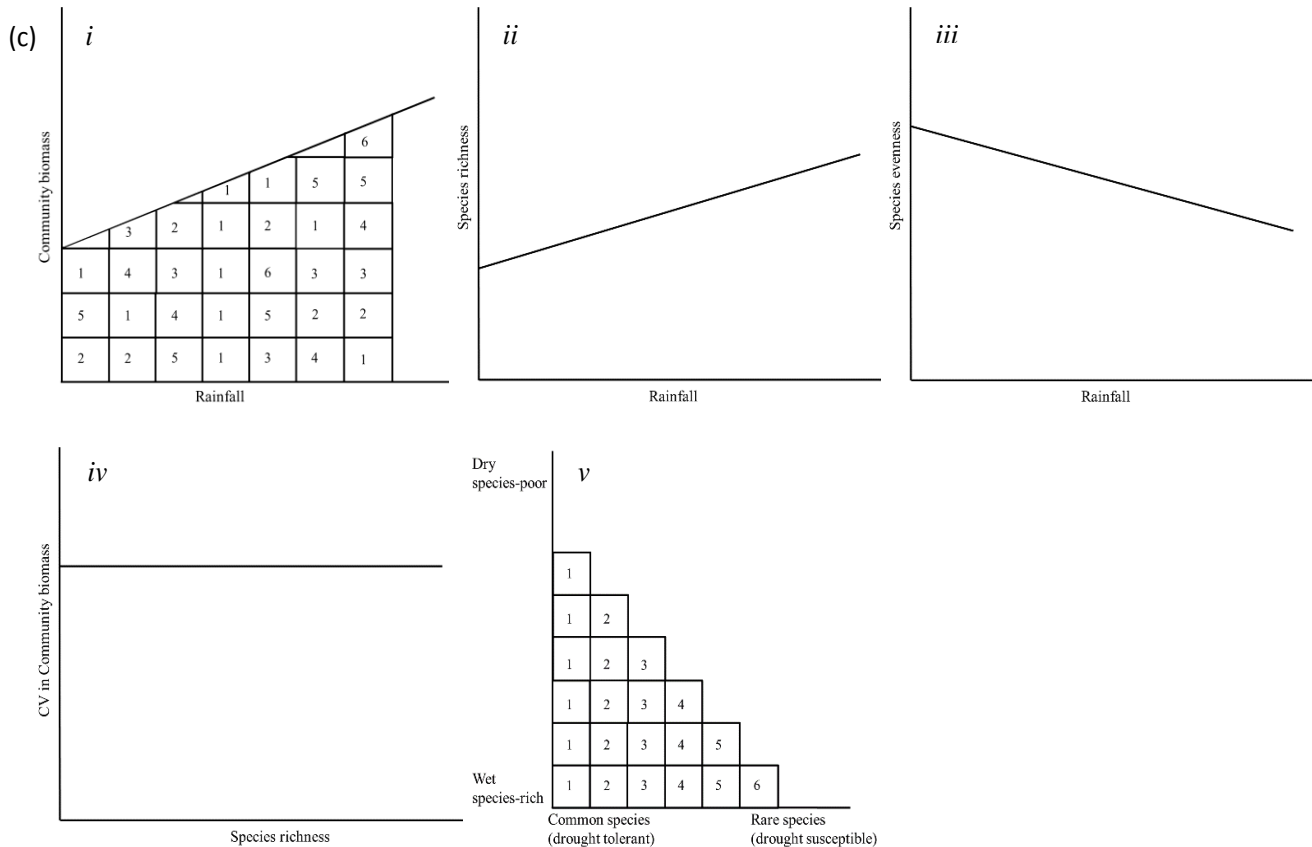 (c)
i
Community biomass
6
1 1 5 5
3 2 1 2 1 4
1 4 3 1 6 3 3
5 1 4 1 5 2 2
2 2 5 1 3 4 1
Rainfall
ii
Species richness
Rainfall
iii
Species evenness
Rainfall
iv
CV in Community biomass
Species richness
v
Dry
species-poor
1
1 2
1 2 3
1 2 3 4
1 2 3 4 5
1 2 3 4 5 6
Wet
species-rich
Common species
(drought tolerant)
Rare species
(drought susceptible)